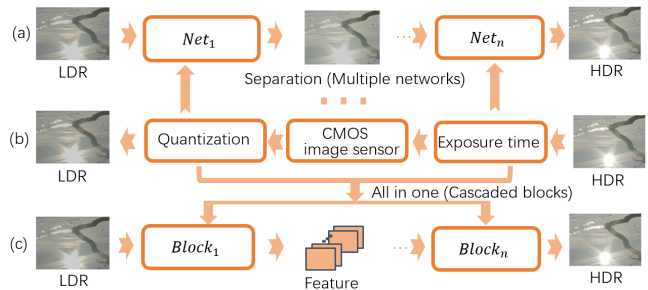 (a)
Net₁
...
Netₙ
LDR
Separation (Multiple networks)
HDR
...
(b)
Quantization
CMOS
image sensor
Exposure time
LDR
HDR
All in one (Cascaded blocks)
(c)
Block₁
...
Blockₙ
LDR
Feature
HDR